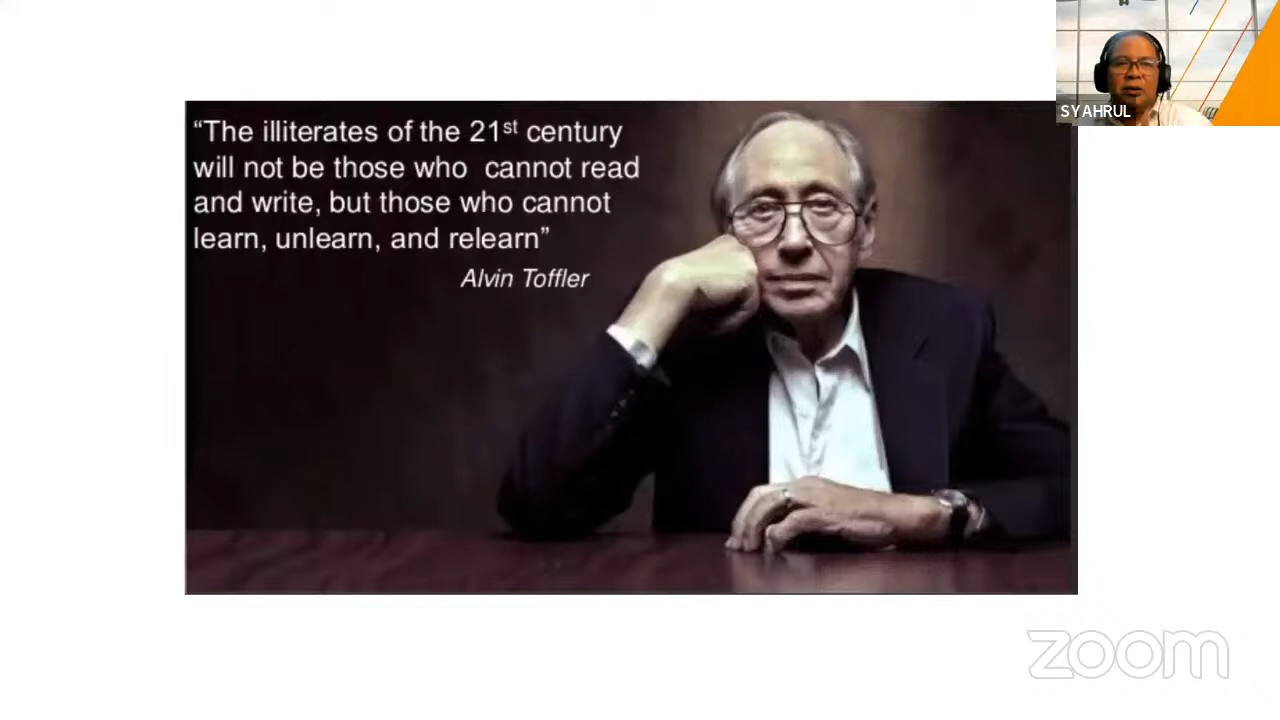 SYAHRUL
“The illiterates of the 21st century
will not be those who cannot read
and write, but those who cannot
learn, unlearn, and relearn”
Alvin Toffler
zoom